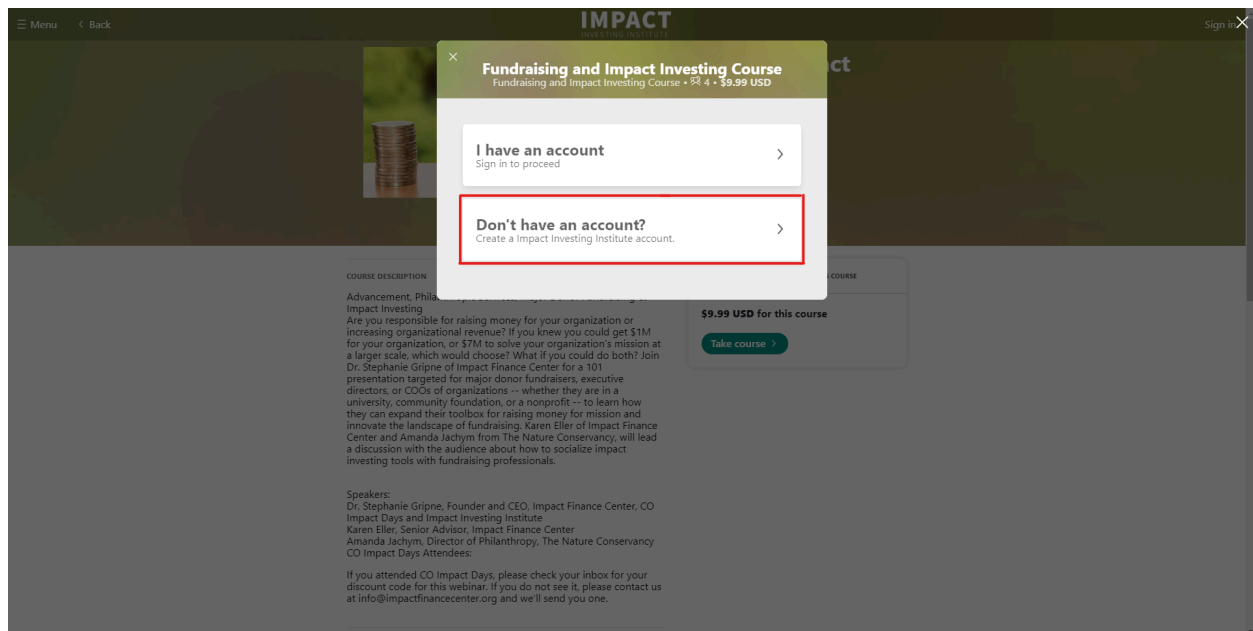 Menu
Back
IMPACT
INVESTING INSTITUTE
Sign in
ct
Fundraising and Impact Investing Course
Fundraising and Impact Investing Course • 4 • $9.99 USD
I have an account
Sign in to proceed
Don't have an account?
Create a Impact Investing Institute account.
COURSE DESCRIPTION
Advancement, Phila
Impact Investing
Are you responsible for raising money for your organization or
increasing organizational revenue? If you knew you could get $1M
for your organization, or $7M to solve your organization's mission at
a larger scale, which would choose? What if you could do both? Join
Dr. Stephanie Gripne of Impact Finance Center for a 101
presentation targeted for major donor fundraisers, executive
directors, or COOs of organizations -- whether they are in a
university, community foundation, or a nonprofit -- to learn how
they can expand their toolbox for raising money for mission and
innovate the landscape of fundraising. Karen Eller of Impact Finance
Center and Amanda Jachym from The Nature Conservancy, will lead
a discussion with the audience about how to socialize impact
investing tools with fundraising professionals.
Speakers:
Dr. Stephanie Gripne, Founder and CEO, Impact Finance Center, CO
Impact Days and Impact Investing Institute
Karen Eller, Senior Advisor, Impact Finance Center
Amanda Jachym, Director of Philanthropy, The Nature Conservancy
CO Impact Days Attendees:
If you attended CO Impact Days, please check your inbox for your
discount code for this webinar. If you do not see it, please contact us
at info@impactfinancecenter.org and we'll send you one.
COURSE
$9.99 USD for this course
Take course